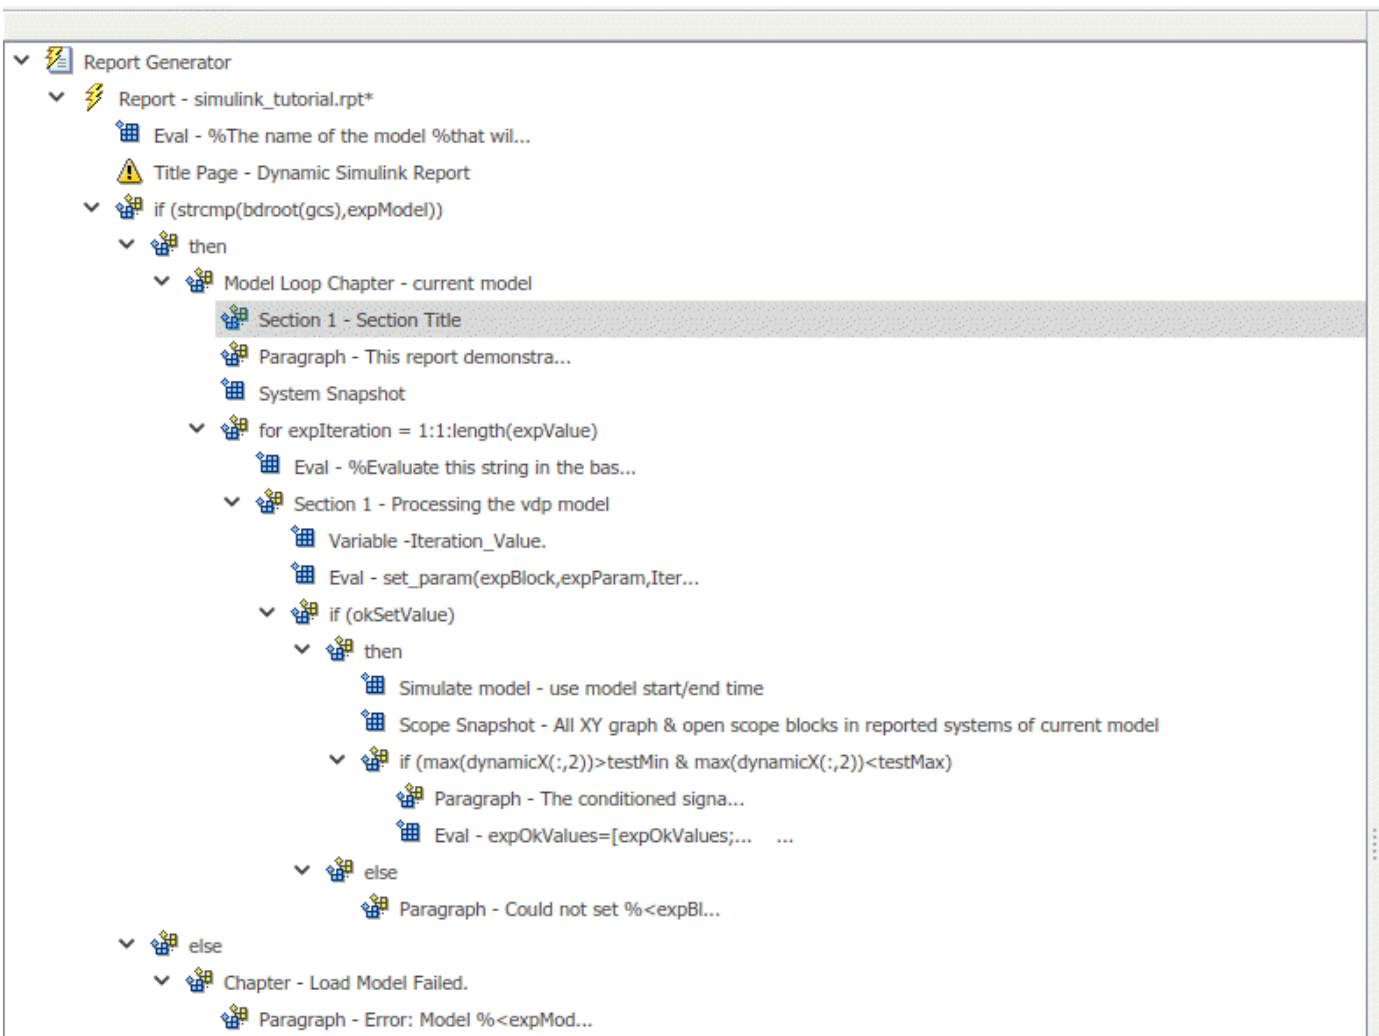 Report Generator
Report - simulink_tutorial.rpt*
Eval - %The name of the model %that wil...
Title Page - Dynamic Simulink Report
if (strcmp(bdroot(gcs),expModel))
then
Model Loop Chapter - current model
Section 1 - Section Title
Paragraph - This report demonstra...
System Snapshot
for expIteration = 1:1:length(expValue)
Eval - %Evaluate this string in the bas...
Section 1 - Processing the vdp model
Variable -Iteration_Value.
Eval - set_param(expBlock,expParam,Iter...
if (okSetValue)
then
Simulate model - use model start/end time
Scope Snapshot - All XY graph & open scope blocks in reported systems of current model
if (max(dynamicX(:,2))>testMin & max(dynamicX(:,2))<testMax)
Paragraph - The conditioned signa...
Eval - expOkValues=[expOkValues;... ...
else
Paragraph - Could not set %<expBl...
else
Chapter - Load Model Failed.
Paragraph - Error: Model %<expMod...